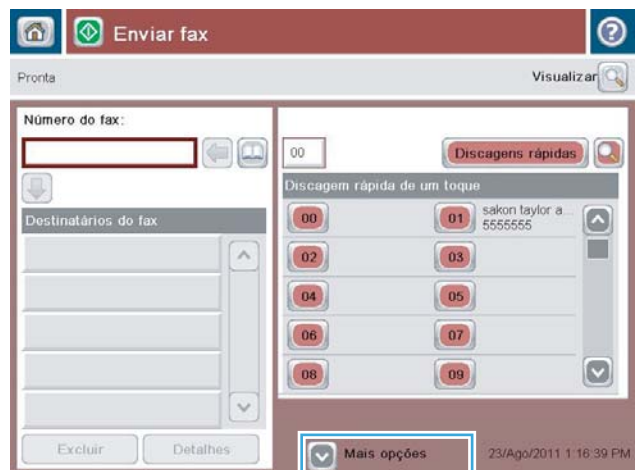 Enviar fax
Pronta
Visualizar
Número do fax:
00
Discagens rápidas
Discagem rápida de um toque
Destinatários do fax
00
01
sakon taylor a...
5555555
02
03
04
05
06
07
08
09
Excluir
Detalhes
Mais opções
23/Ago/2011 1:16:39 PM